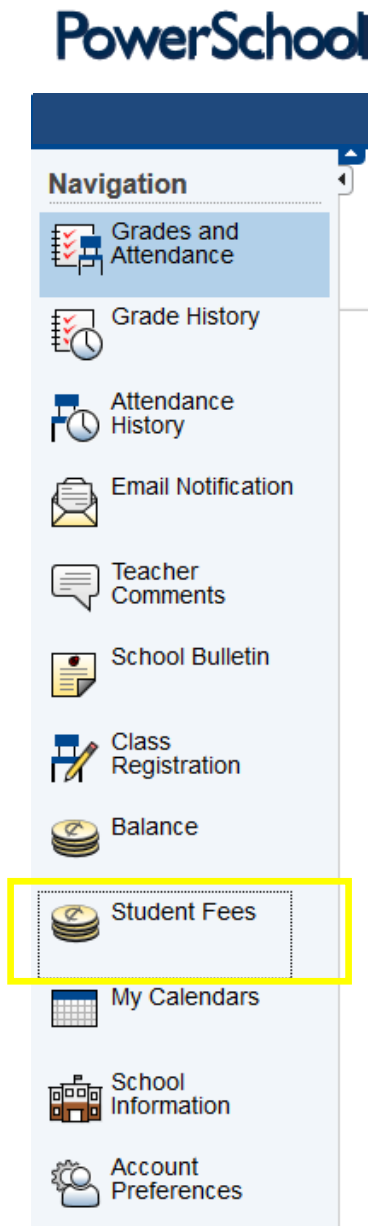 PowerSchool
Navigation
Grades and
Attendance
Grade History
Attendance
History
Email Notification
Teacher
Comments
School Bulletin
Class
Registration
Balance
Student Fees
My Calendars
School
Information
Account
Preferences